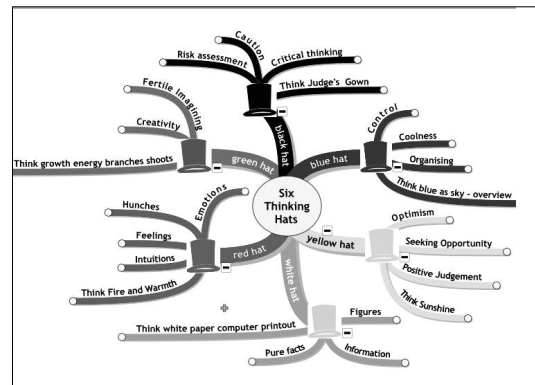 Six
Thinking
Hats
black hat
Risk assessment
Caution
Critical thinking
Think Judge's Gown
blue hat
Control
Coolness
Organising
Think blue as sky - overview
yellow hat
Optimism
Seeking Opportunity
Positive Judgement
Think Sunshine
white hat
Figures
Information
Pure facts
Think white paper computer printout
red hat
Emotions
Hunches
Feelings
Intuitions
Think Fire and Warmth
green hat
Fertile Imagining
Creativity
Think growth energy branches shoots